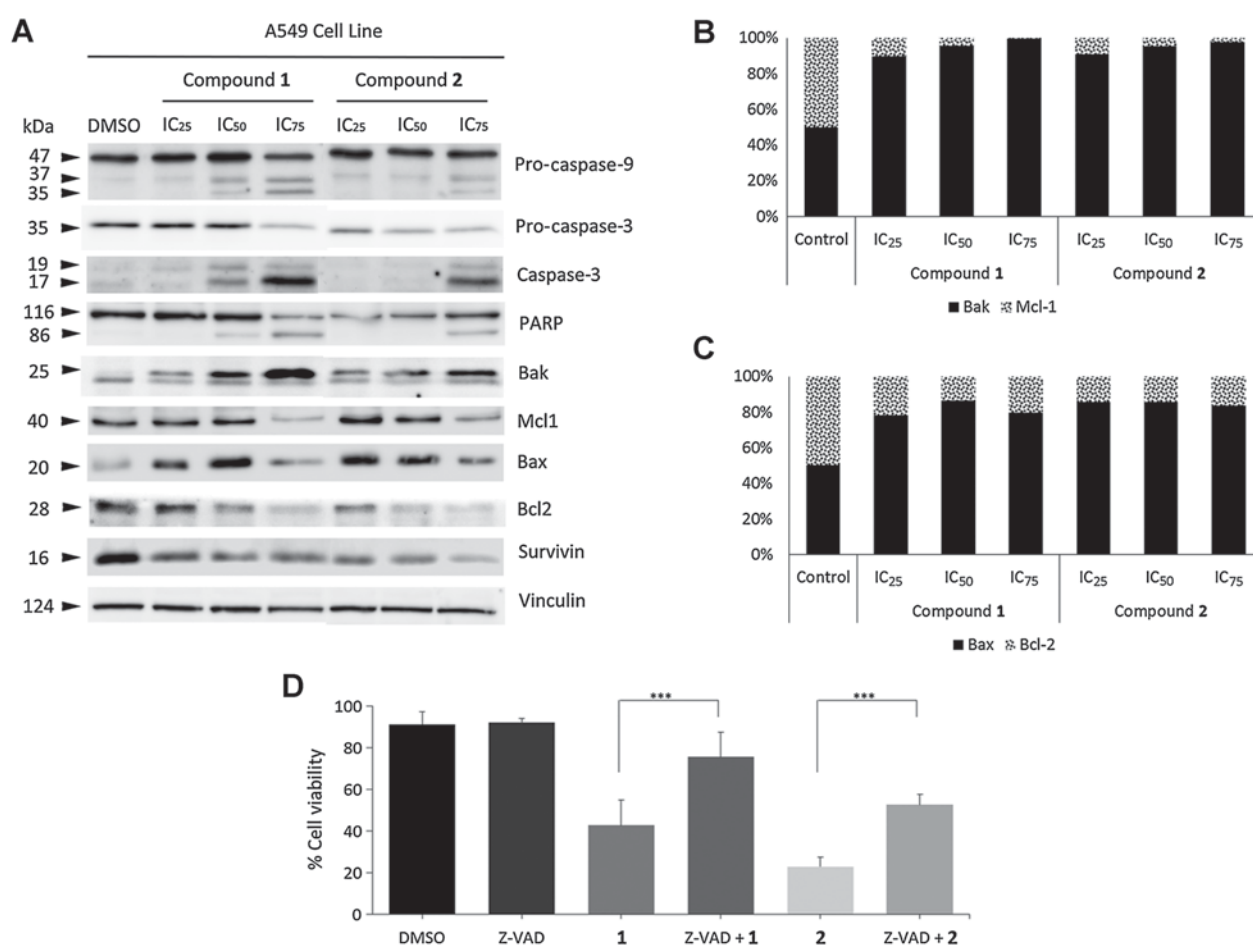 A
A549 Cell Line
Compound 1 Compound 2
kDa DMSO IC25 IC50 IC75 IC25 IC50 IC75
47 Pro-caspase-9
37
35
35 Pro-caspase-3
19 Caspase-3
17
116 PARP
86
25 Bak
40 Mcl1
20 Bax
28 Bcl2
16 Survivin
124 Vinculin
B
100%
80%
60%
40%
20%
0%
Control IC25 IC50 IC75 IC25 IC50 IC75
Compound 1 Compound 2
Bak Mcl-1
C
100%
80%
60%
40%
20%
0%
Control IC25 IC50 IC75 IC25 IC50 IC75
Compound 1 Compound 2
Bax Bcl-2
D
% Cell viability
100
80
60
40
20
0
*** ***
DMSO Z-VAD 1 Z-VAD + 1 2 Z-VAD + 2